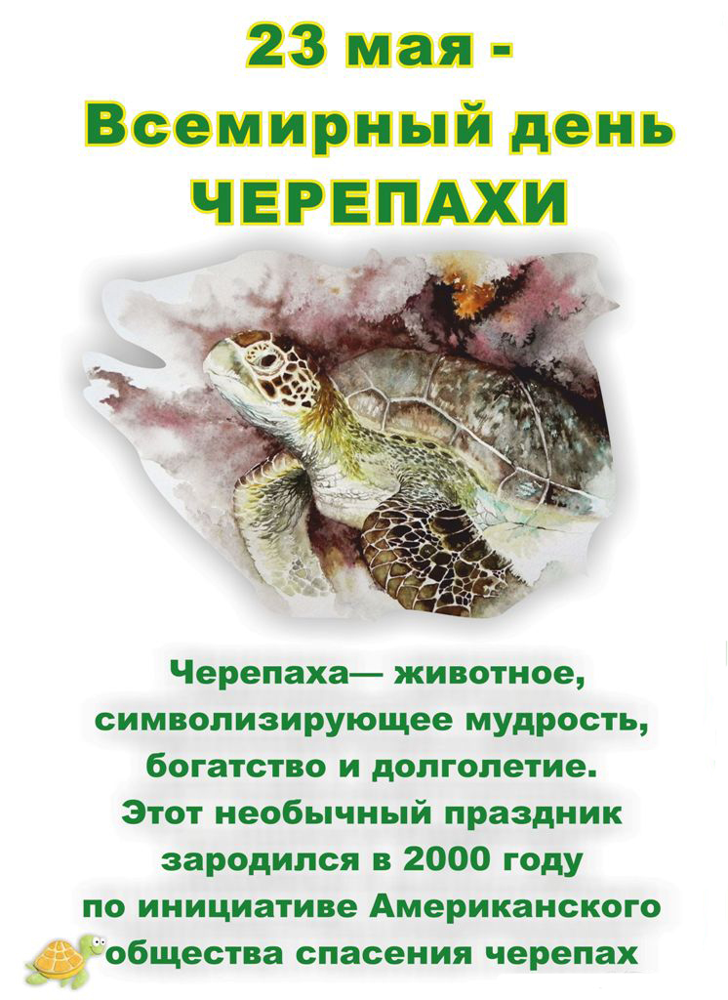 23 мая -
Всемирный день
ЧЕРЕПАХИ
Черепаха— животное,
символизирующее мудрость,
богатство и долголетие.
Этот необычный праздник
зародился в 2000 году
по инициативе Американского
общества спасения черепах